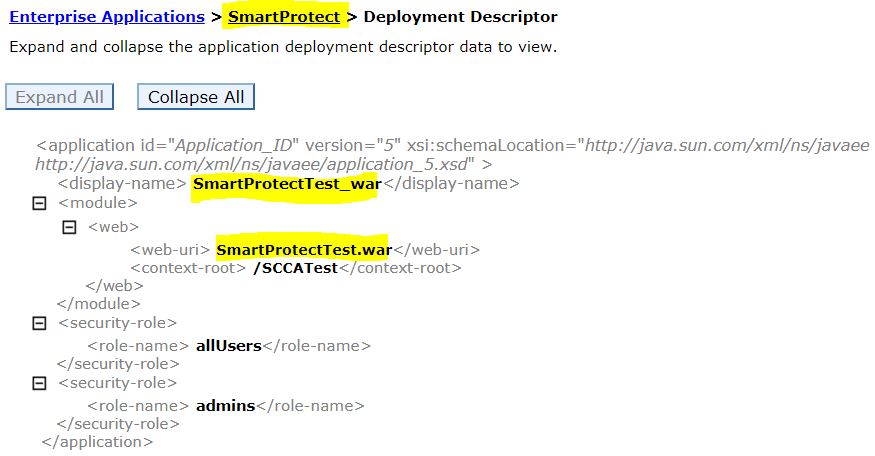 Enterprise Applications > SmartProtect > Deployment Descriptor
Expand and collapse the application deployment descriptor data to view.
Expand All Collapse All
<application id="Application_ID" version="5" xsi:schemaLocation="http://java.sun.com/xml/ns/javaee
http://java.sun.com/xml/ns/javaee/application_5.xsd" >
<display-name> SmartProtectTest_war</display-name>
<module>
<web>
<web-uri> SmartProtectTest.war</web-uri>
<context-root> /SCCATest</context-root>
</web>
</module>
<security-role>
<role-name> allUsers</role-name>
</security-role>
<security-role>
<role-name> admins</role-name>
</security-role>
</application>